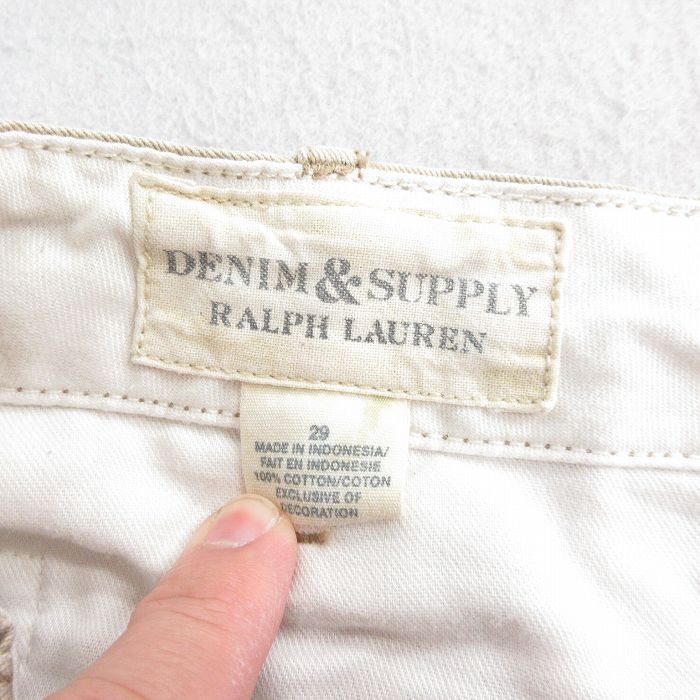 DENIM & SUPPLY
RALPH LAUREN
29
MADE IN INDONESIA/
FAIT EN INDONESIE
100% COTTON/COTON
EXCLUSIVE OF
DECORATION